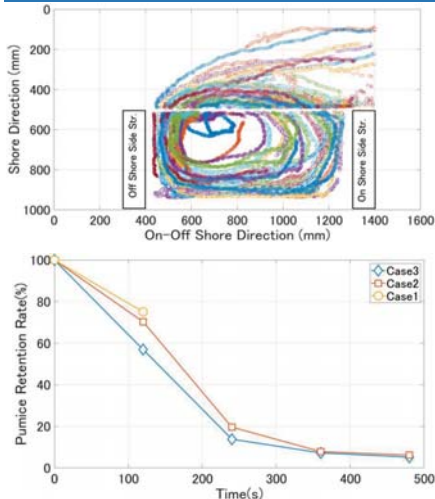 0
100
200
400
600
800
1000
Shore Direction (mm)
Off Shore Side Str.
On Shore Side Str.
0 200 400 600 800 1000 1200 1400 1600
On-Off Shore Direction (mm)
100
80
60
40
20
0
Pumice Retention Rate(%)
Case3
Case2
Case1
0 100 200 300 400 500
Time(s)